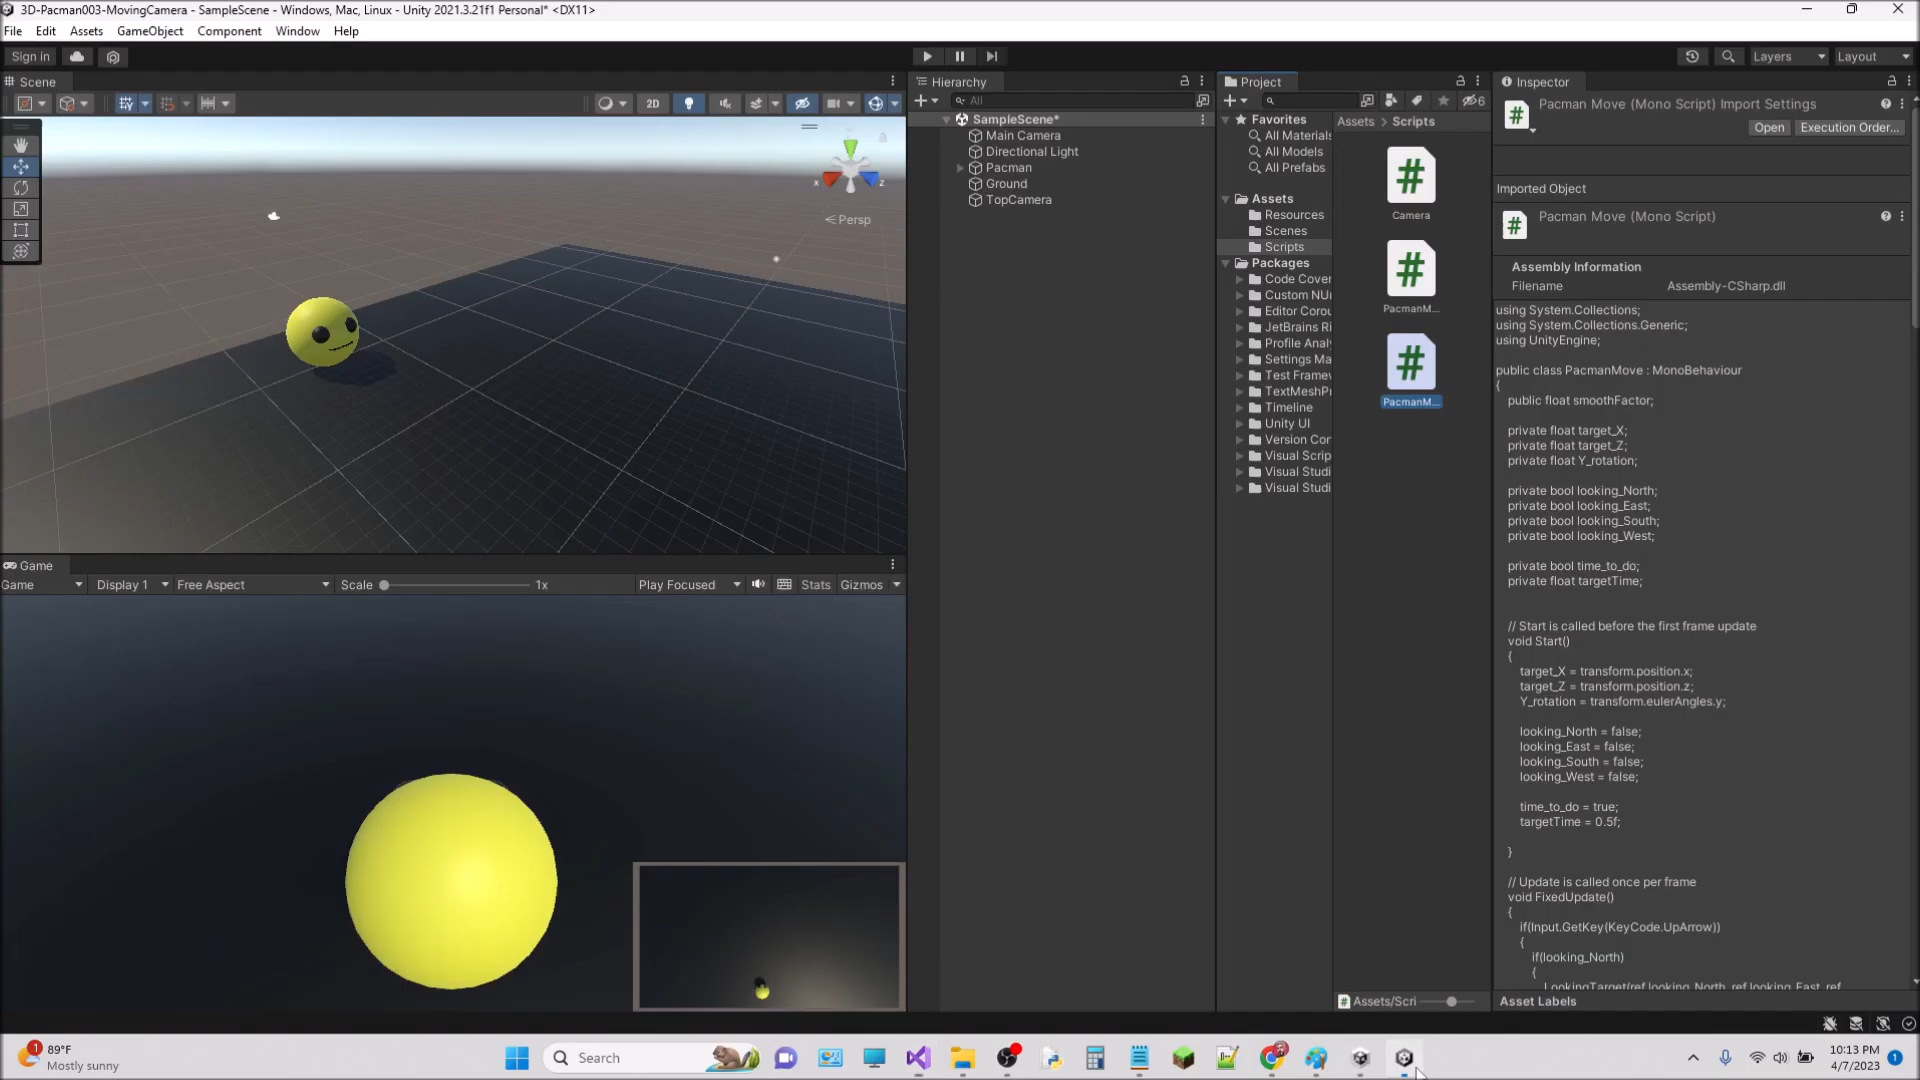 3D-Pacman003-MovingCamera - SampleScene - Windows, Mac, Linux - Unity 2021.3.21f1 Personal* <DX11>
File Edit Assets GameObject Component Window Help
Sign in
Layers Layout
Scene
2D
x
z
Persp
Game
Game Display 1 Free Aspect Scale 1x Play Focused Stats Gizmos
Hierarchy
All
SampleScene*
Main Camera
Directional Light
Pacman
Ground
TopCamera
Project
6
Favorites
All Materials
All Models
All Prefabs
Assets
Resources
Scenes
Scripts
Packages
Code Cover
Custom NUn
Editor Corou
JetBrains Ri
Profile Analy
Settings Ma
Test Framew
TextMeshPr
Timeline
Unity UI
Version Con
Visual Scrip
Visual Studi
Visual Studi
Assets > Scripts
Camera
PacmanM...
PacmanM...
Assets/Scri
Inspector
Pacman Move (Mono Script) Import Settings
Open Execution Order...
Imported Object
Pacman Move (Mono Script)
Assembly Information
Filename Assembly-CSharp.dll
using System.Collections;
using System.Collections.Generic;
using UnityEngine;
public class PacmanMove : MonoBehaviour
{
public float smoothFactor;
private float target_X;
private float target_Z;
private float Y_rotation;
private bool looking_North;
private bool looking_East;
private bool looking_South;
private bool looking_West;
private bool time_to_do;
private float targetTime;
// Start is called before the first frame update
void Start()
{
target_X = transform.position.x;
target_Z = transform.position.z;
Y_rotation = transform.eulerAngles.y;
looking_North = false;
looking_East = false;
looking_South = false;
looking_West = false;
time_to_do = true;
targetTime = 0.5f;
}
// Update is called once per frame
void FixedUpdate()
{
if(Input.GetKey(KeyCode.UpArrow))
{
if(looking_North)
{
LookingTarget(ref looking_North, ref looking_East, ref
Asset Labels
1
89°F
Mostly sunny
Search
10:13 PM
4/7/2023
1